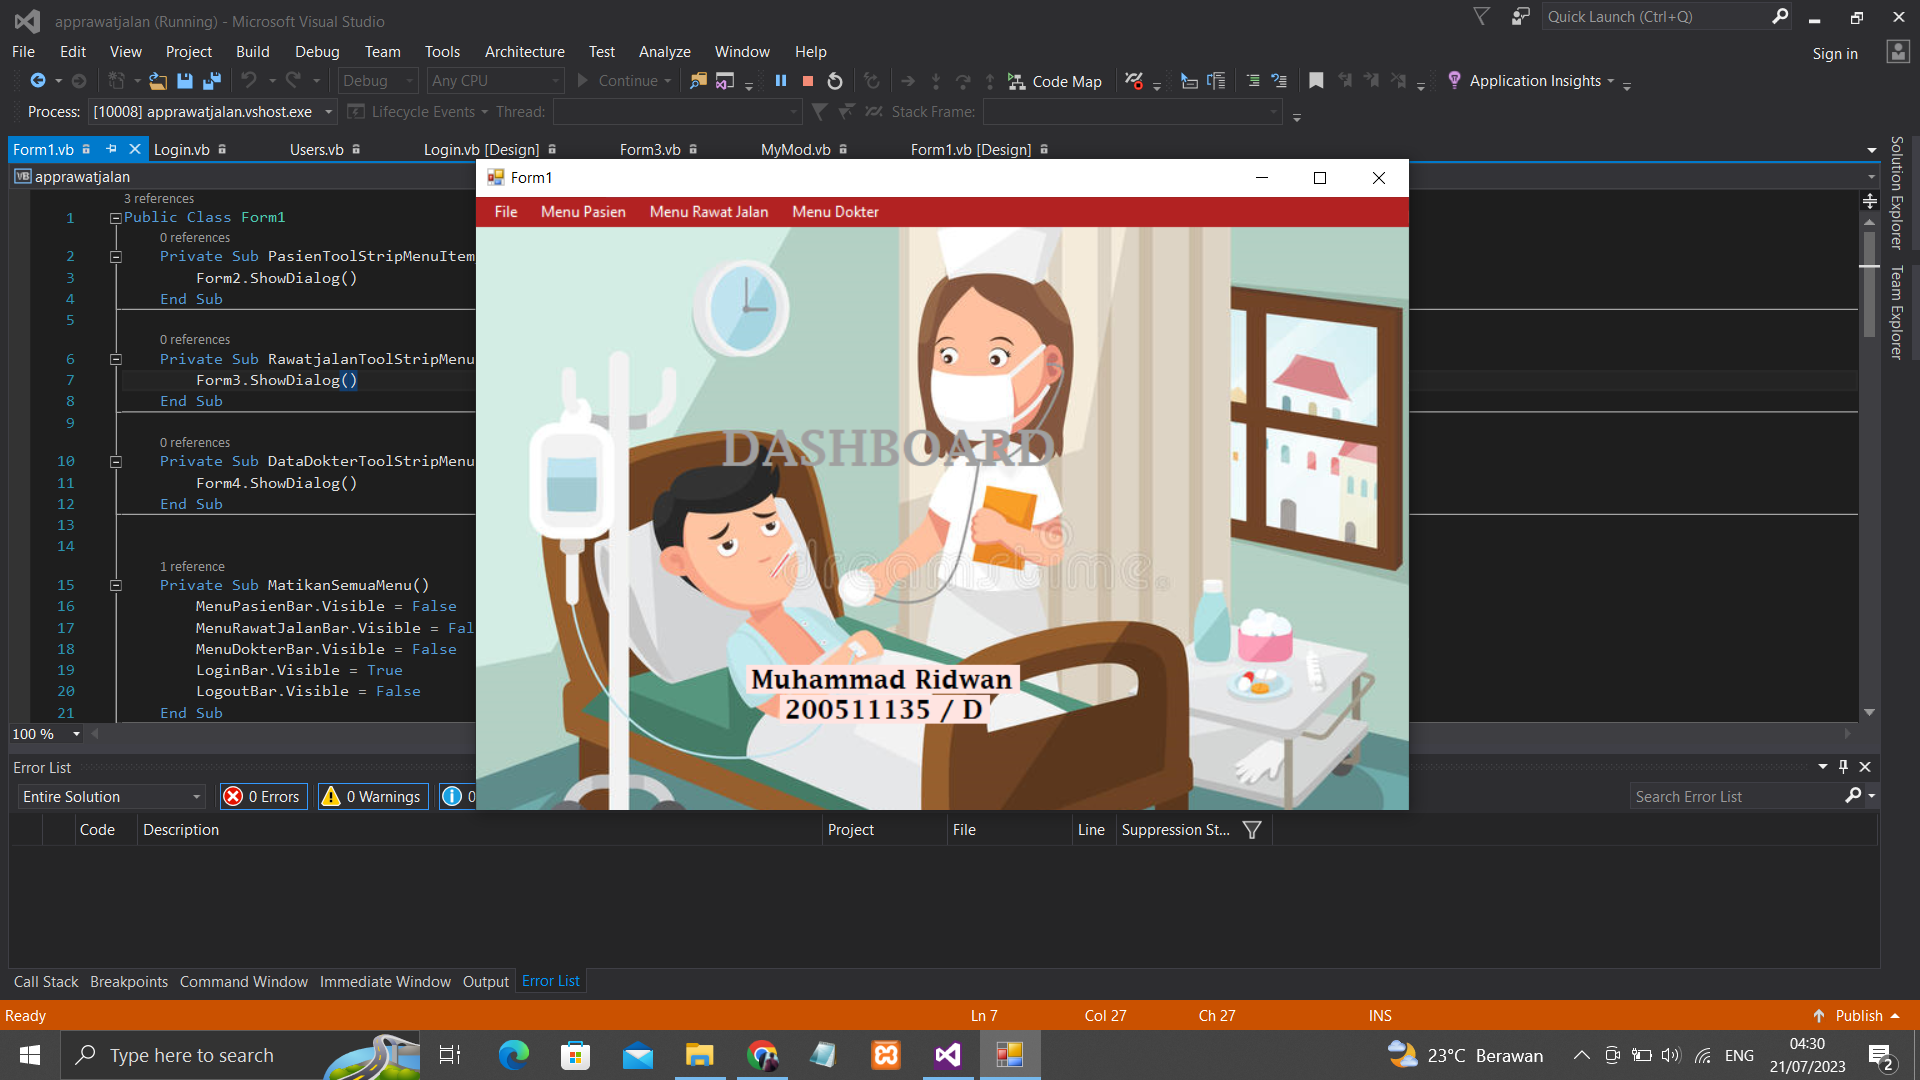 apprawatjalan (Running) - Microsoft Visual Studio
Quick Launch (Ctrl+Q)
File Edit View Project Build Debug Team Tools Architecture Test Analyze Window Help
Sign in
Debug Any CPU Continue Code Map Application Insights
Process: [10008] apprawatjalan.vshost.exe Lifecycle Events Thread: Stack Frame:
Form1.vb Login.vb Users.vb Login.vb [Design] Form3.vb MyMod.vb Form1.vb [Design]
VB apprawatjalan
3 references
1 Public Class Form1
0 references
2 Private Sub PasienToolStripMenuItem
3 Form2.ShowDialog()
4 End Sub
5
0 references
6 Private Sub RawatjalanToolStripMenu
7 Form3.ShowDialog()
8 End Sub
9
0 references
10 Private Sub DataDokterToolStripMenu
11 Form4.ShowDialog()
12 End Sub
13
14
1 reference
15 Private Sub MatikanSemuaMenu()
16 MenuPasienBar.Visible = False
17 MenuRawatJalanBar.Visible = Fal
18 MenuDokterBar.Visible = False
19 LoginBar.Visible = True
20 LogoutBar.Visible = False
21 End Sub
100 %
Form1
File Menu Pasien Menu Rawat Jalan Menu Dokter
DASHBOARD
dreamstime
Muhammad Ridwan
200511135 / D
Solution Explorer
Team Explorer
Error List
Entire Solution 0 Errors 0 Warnings 0
Search Error List
Code Description Project File Line Suppression St...
Call Stack Breakpoints Command Window Immediate Window Output Error List
Ready Ln 7 Col 27 Ch 27 INS Publish
Type here to search
23°C Berawan
ENG
04:30
21/07/2023
2